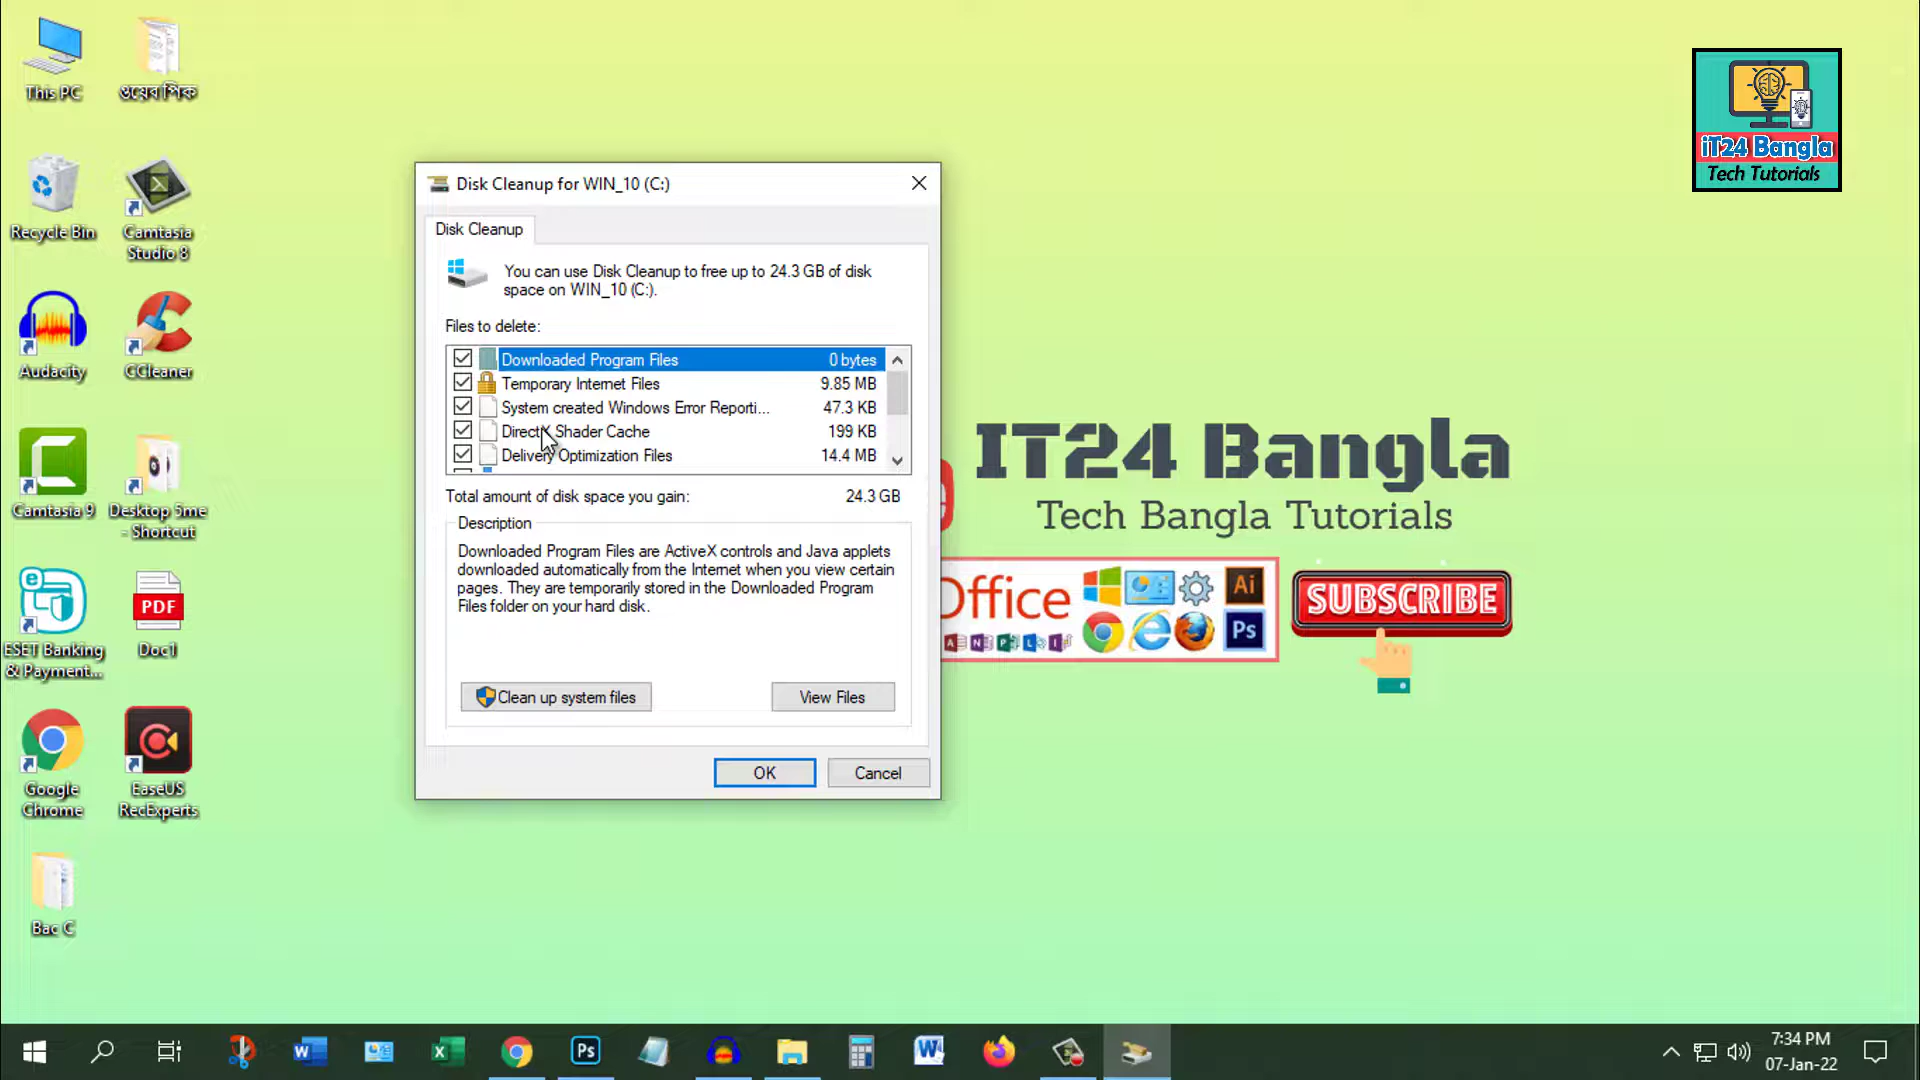 This PC
ওয়েব পিক
Recycle Bin
Camtasia
Studio 8
Audacity
CCleaner
Camtasia 9
Desktop 5me
- Shortcut
ESET Banking
& Payment...
PDF
Doc1
Google
Chrome
EaseUS
RecExperts
Bac C
Disk Cleanup for WIN_10 (C:)
Disk Cleanup
You can use Disk Cleanup to free up to 24.3 GB of disk
space on WIN_10 (C:).
Files to delete:
Downloaded Program Files 0 bytes
Temporary Internet Files 9.85 MB
System created Windows Error Reporti... 47.3 KB
DirectX Shader Cache 199 KB
Delivery Optimization Files 14.4 MB
Total amount of disk space you gain: 24.3 GB
Description
Downloaded Program Files are ActiveX controls and Java applets
downloaded automatically from the Internet when you view certain
pages. They are temporarily stored in the Downloaded Program
Files folder on your hard disk.
Clean up system files
View Files
OK
Cancel
iT24 Bangla
Tech Tutorials
IT24 Bangla
Tech Bangla Tutorials
Office
Ai
Ps
SUBSCRIBE
Ps
7:34 PM
07-Jan-22